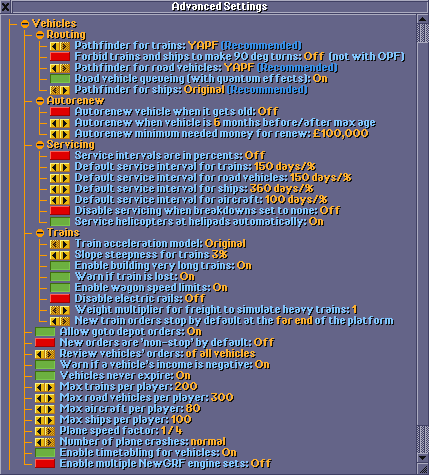 Advanced Settings
Vehicles
Routing
Pathfinder for trains: YAPF (Recommended)
Forbid trains and ships to make 90 deg turns: Off (not with OPF)
Pathfinder for road vehicles: YAPF (Recommended)
Road vehicle queueing (with quantum effects): On
Pathfinder for ships: Original (Recommended)
Autorenew
Autorenew vehicle when it gets old: Off
Autorenew when vehicle is 6 months before/after max age
Autorenew minimum needed money for renew: £100,000
Servicing
Service intervals are in percents: Off
Default service interval for trains: 150 days/%
Default service interval for road vehicles: 150 days/%
Default service interval for ships: 360 days/%
Default service interval for aircraft: 100 days/%
Disable servicing when breakdowns set to none: Off
Service helicopters at helipads automatically: On
Trains
Train acceleration model: Original
Slope steepness for trains 3%
Enable building very long trains: On
Warn if train is lost: On
Enable wagon speed limits: On
Disable electric rails: Off
Weight multiplier for freight to simulate heavy trains: 1
New train orders stop by default at the far end of the platform
Allow goto depot orders: On
New orders are 'non-stop' by default: Off
Review vehicles' orders: of all vehicles
Warn if a vehicle's income is negative: On
Vehicles never expire: On
Max trains per player: 200
Max road vehicles per player: 300
Max aircraft per player: 80
Max ships per player: 100
Plane speed factor: 1 / 4
Number of plane crashes: normal
Enable timetabling for vehicles: On
Enable multiple NewGRF engine sets: Off